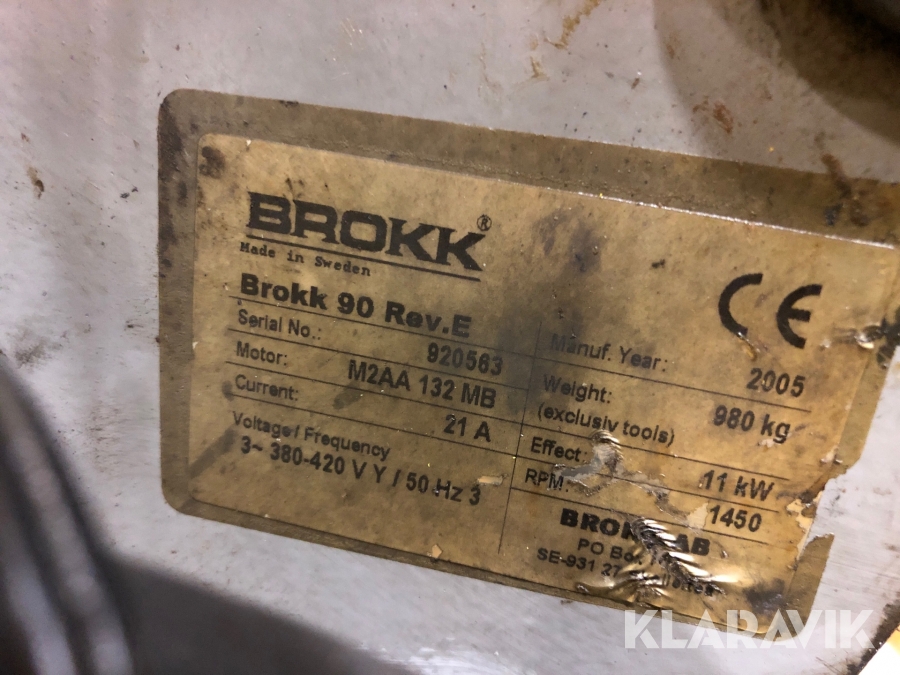 BROKK®
Made in Sweden
Brokk 90 Rev.E
Serial No.: 920563
Motor: M2AA 132 MB
Current: 21 A
Voltage / Frequency
3~ 380-420 V Y / 50 Hz 3
CE
Manuf. Year: 2005
Weight: 980 kg
(exclusiv tools)
Effect: 11 kW
RPM: 1450
AB
PO
SE-931 27
KLARAVIK